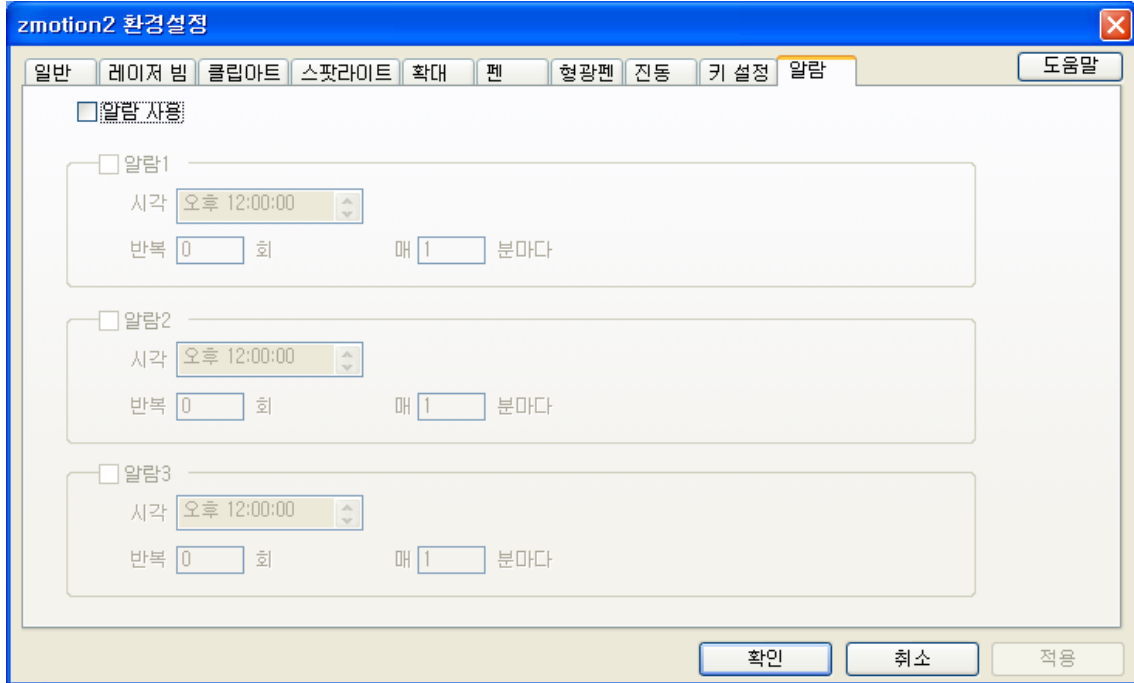 zmotion2 환경설정
일반 레이저 빔 클립아트 스팟라이트 확대 펜 형광펜 진동 키 설정 알람 도움말
알람 사용
알람1
시각 오후 12:00:00
반복 0 회 매 1 분마다
알람2
시각 오후 12:00:00
반복 0 회 매 1 분마다
알람3
시각 오후 12:00:00
반복 0 회 매 1 분마다
확인 취소 적용